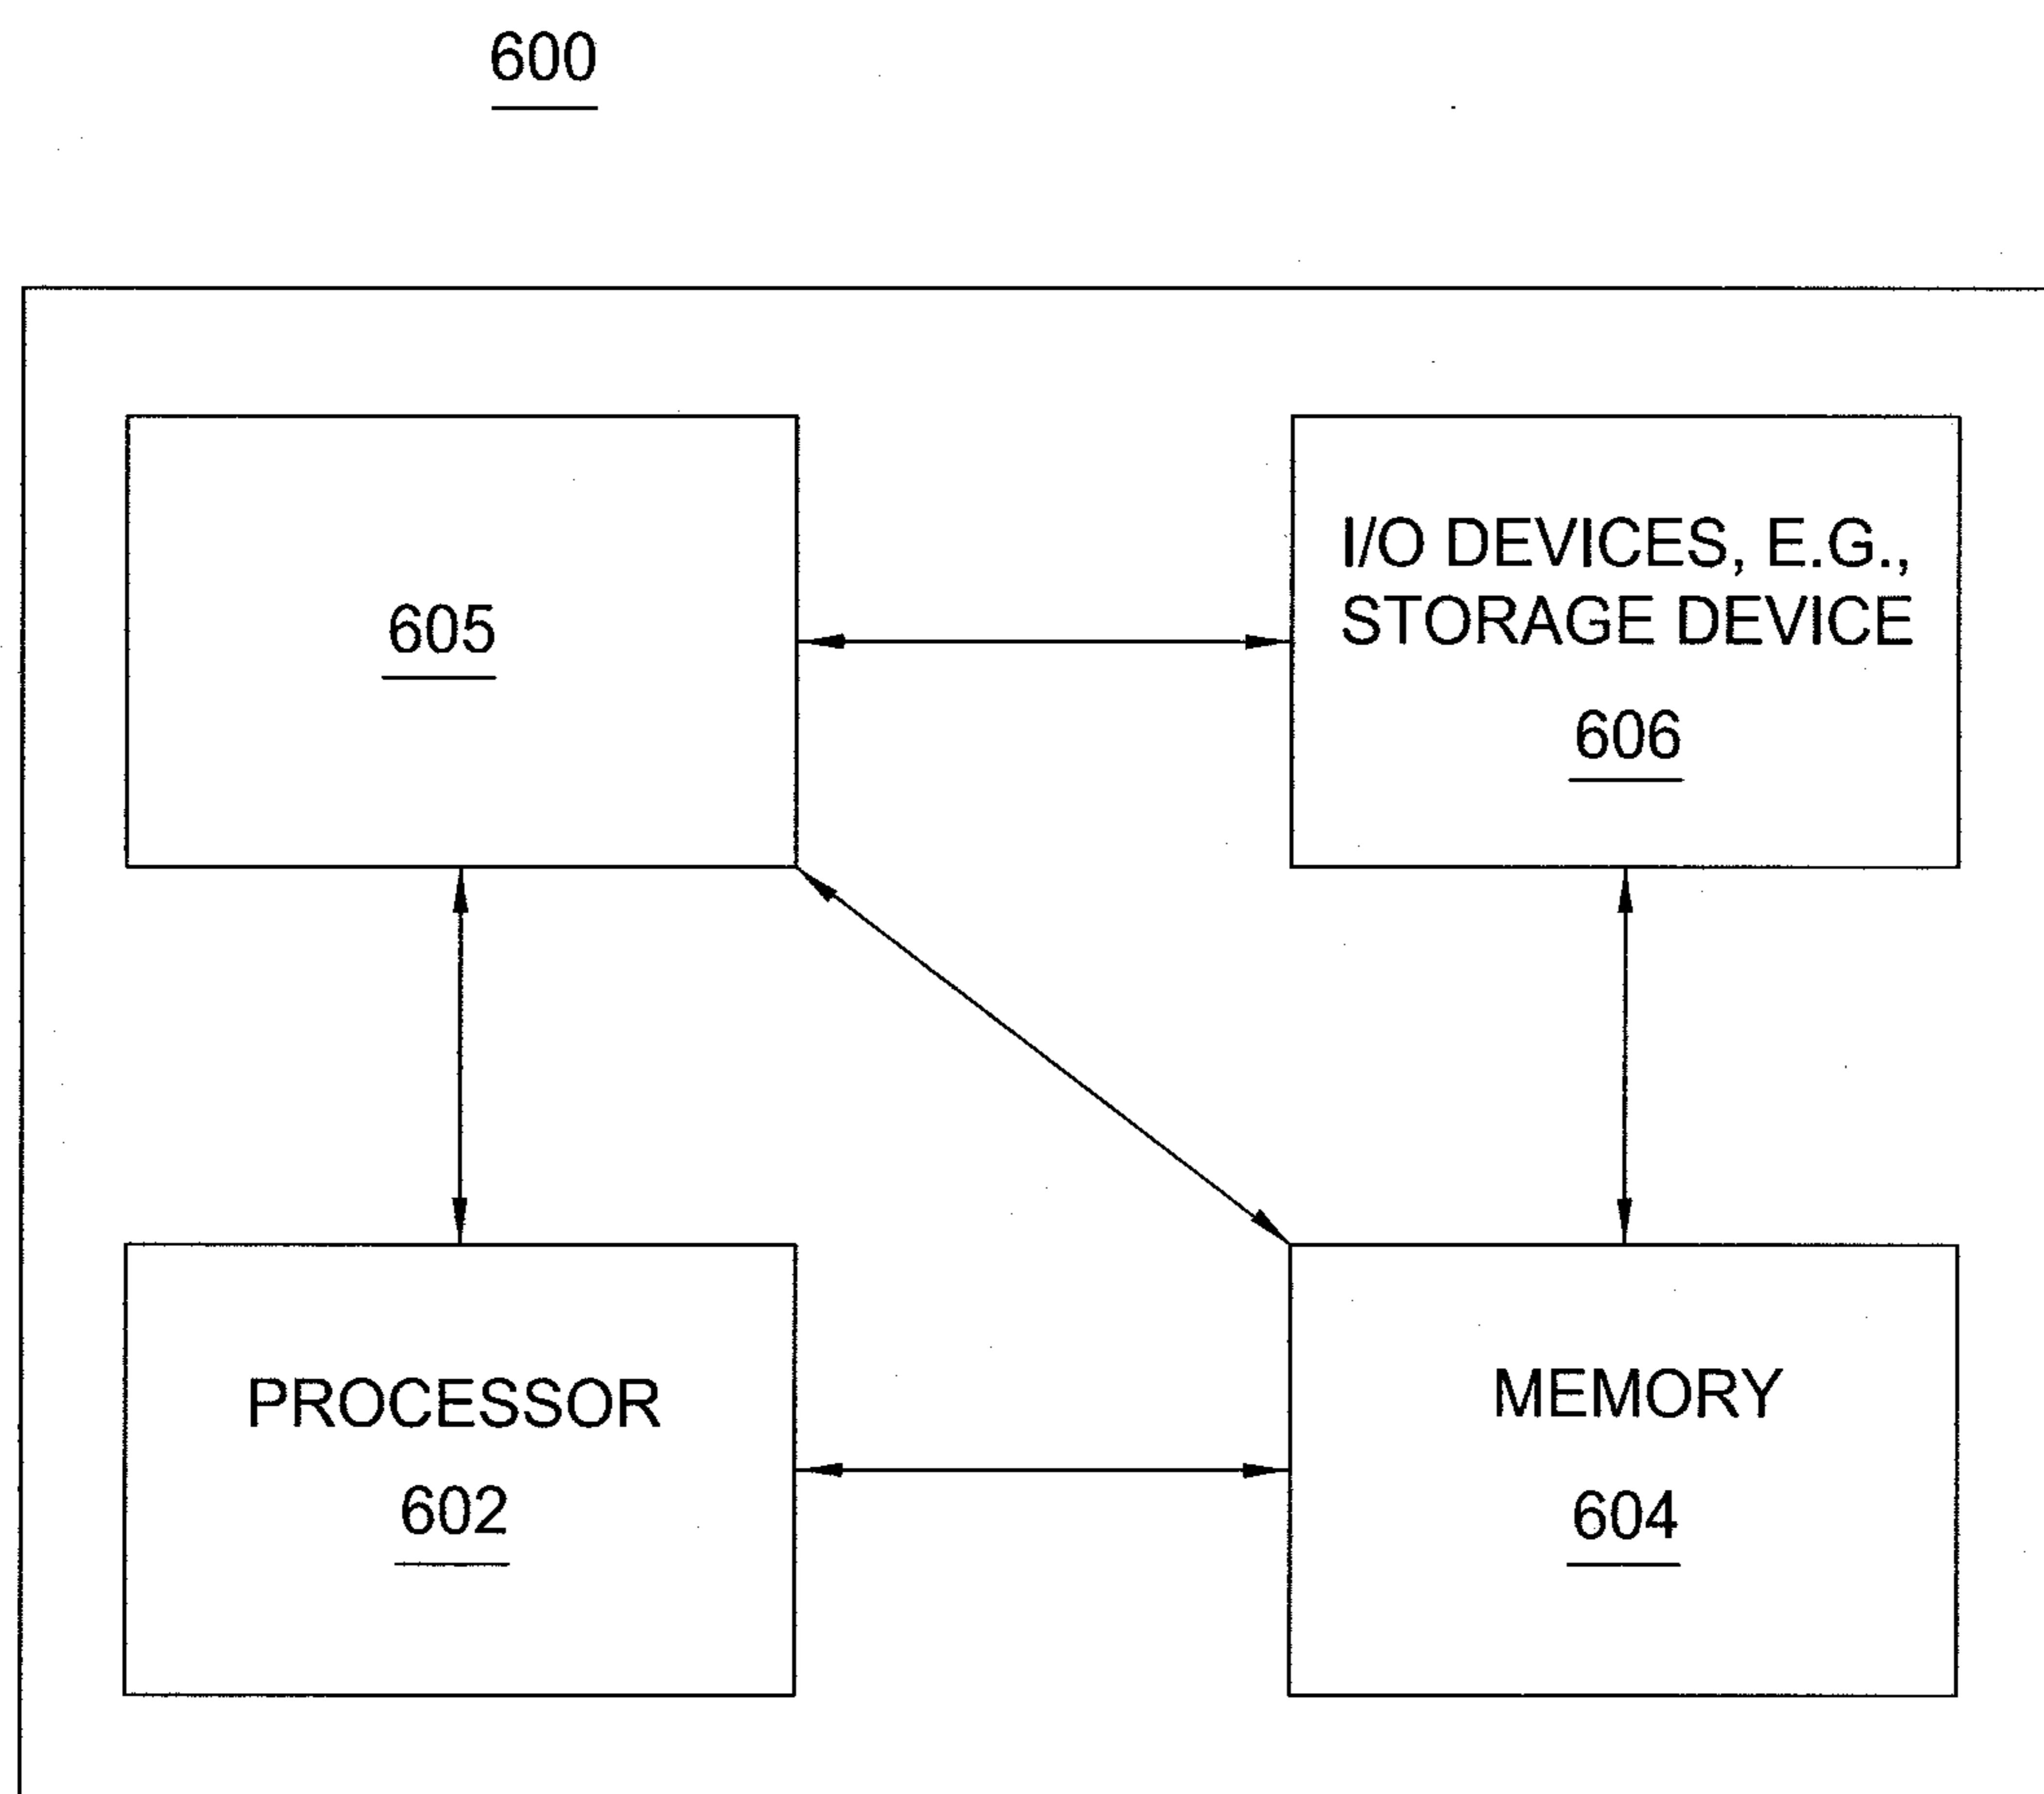 600
605
I/O DEVICES, E.G.,
STORAGE DEVICE
606
PROCESSOR
602
MEMORY
604